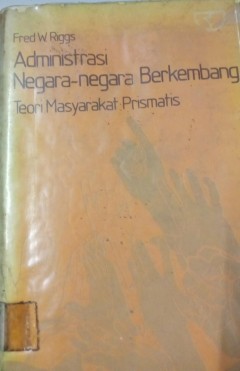 Fred W. Riggs
Administrasi
Negara-negara Berkembang
Teori Masyarakat Prismatis